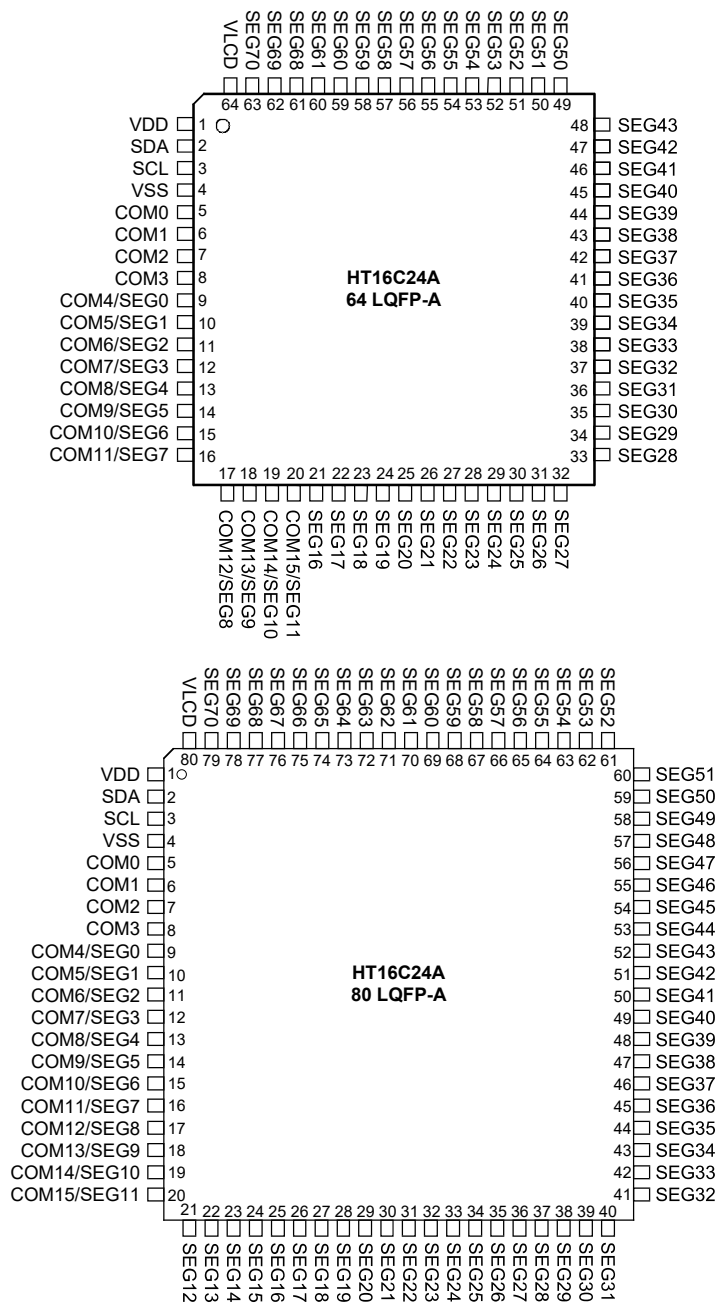 VLCD
SEG70
SEG69
SEG68
SEG61
SEG60
SEG59
SEG58
SEG57
SEG56
SEG55
SEG54
SEG53
SEG52
SEG51
SEG50
64 63 62 61 60 59 58 57 56 55 54 53 52 51 50 49
VDD 1 48 SEG43
SDA 2 47 SEG42
SCL 3 46 SEG41
VSS 4 45 SEG40
COM0 5 44 SEG39
COM1 6 43 SEG38
COM2 7 42 SEG37
COM3 8 41 SEG36
HT16C24A
64 LQFP-A
COM4/SEG0 9 40 SEG35
COM5/SEG1 10 39 SEG34
COM6/SEG2 11 38 SEG33
COM7/SEG3 12 37 SEG32
COM8/SEG4 13 36 SEG31
COM9/SEG5 14 35 SEG30
COM10/SEG6 15 34 SEG29
COM11/SEG7 16 33 SEG28
17 18 19 20 21 22 23 24 25 26 27 28 29 30 31 32
COM12/SEG8
COM13/SEG9
COM14/SEG10
COM15/SEG11
SEG16
SEG17
SEG18
SEG19
SEG20
SEG21
SEG22
SEG23
SEG24
SEG25
SEG26
SEG27
VLCD
SEG70
SEG69
SEG68
SEG67
SEG66
SEG65
SEG64
SEG63
SEG62
SEG61
SEG60
SEG59
SEG58
SEG57
SEG56
SEG55
SEG54
SEG53
SEG52
80 79 78 77 76 75 74 73 72 71 70 69 68 67 66 65 64 63 62 61
VDD 1 60 SEG51
SDA 2 59 SEG50
SCL 3 58 SEG49
VSS 4 57 SEG48
COM0 5 56 SEG47
COM1 6 55 SEG46
COM2 7 54 SEG45
COM3 8 53 SEG44
COM4/SEG0 9 52 SEG43
HT16C24A
80 LQFP-A
COM5/SEG1 10 51 SEG42
COM6/SEG2 11 50 SEG41
COM7/SEG3 12 49 SEG40
COM8/SEG4 13 48 SEG39
COM9/SEG5 14 47 SEG38
COM10/SEG6 15 46 SEG37
COM11/SEG7 16 45 SEG36
COM12/SEG8 17 44 SEG35
COM13/SEG9 18 43 SEG34
COM14/SEG10 19 42 SEG33
COM15/SEG11 20 41 SEG32
21 22 23 24 25 26 27 28 29 30 31 32 33 34 35 36 37 38 39 40
SEG12
SEG13
SEG14
SEG15
SEG16
SEG17
SEG18
SEG19
SEG20
SEG21
SEG22
SEG23
SEG24
SEG25
SEG26
SEG27
SEG28
SEG29
SEG30
SEG31